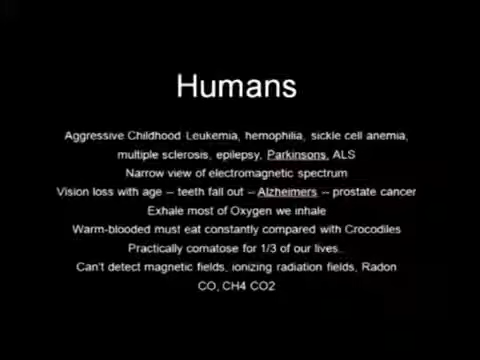 Humans
Aggressive Childhood Leukemia, hemophilia, sickle cell anemia,
multiple sclerosis, epilepsy, Parkinsons, ALS
Narrow view of electromagnetic spectrum
Vision loss with age – teeth fall out – Alzheimers – prostate cancer
Exhale most of Oxygen we inhale
Warm-blooded must eat constantly compared with Crocodiles
Practically comatose for 1/3 of our lives.
Can't detect magnetic fields, ionizing radiation fields, Radon
CO, CH4 CO2